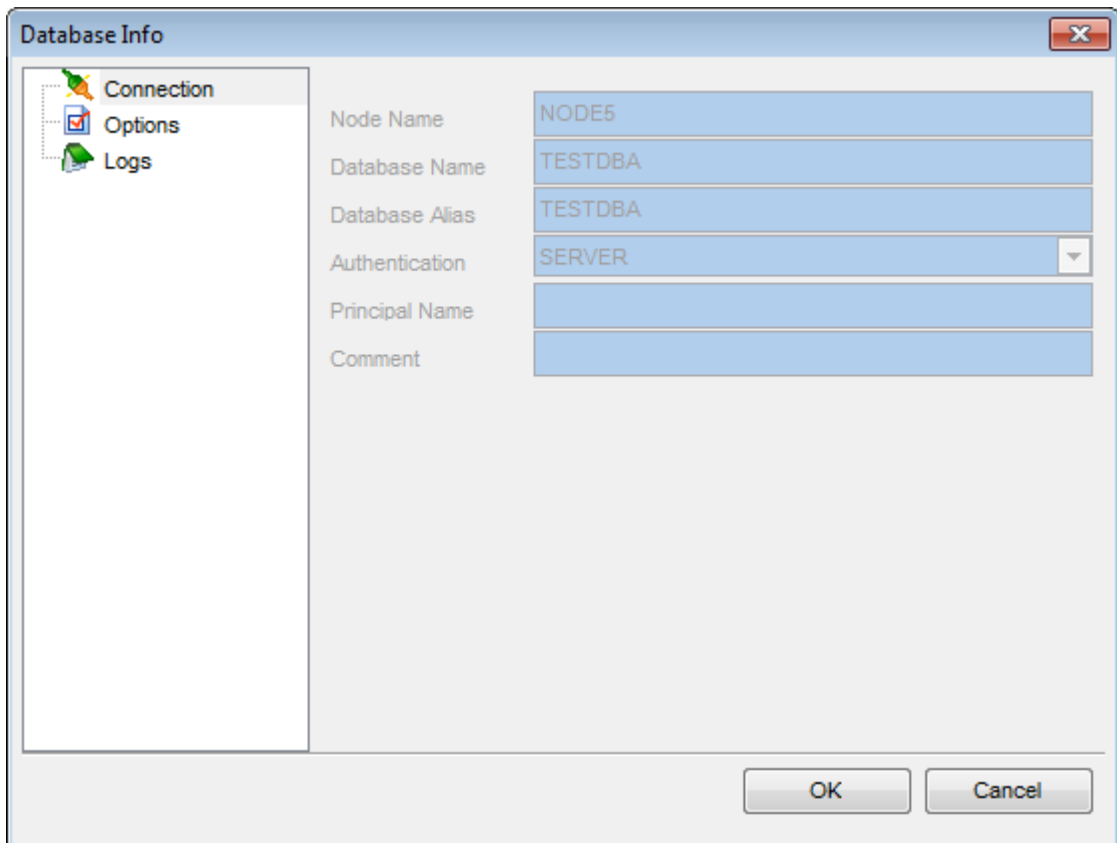 Database Info
Connection
Options
Logs
Node Name NODE5
Database Name TESTDBA
Database Alias TESTDBA
Authentication SERVER
Principal Name
Comment
OK Cancel